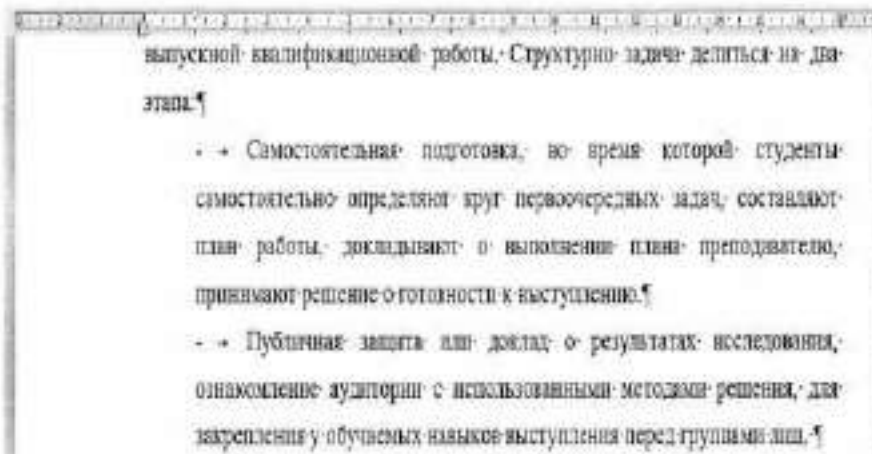 выпускной квалификационной работы. Структурно задача делиться на два
этапа.¶
- Самостоятельная подготовка, во время которой студенты
самостоятельно определяют круг первоочередных задач, составляют
план работы, докладывают о выполнении плана преподавателю,
принимают решение о готовности к выступлению.¶
- Публичная защита или доклад о результатах исследования,
ознакомление аудитории с использованными методами решения, для
закрепления у обучаемых навыков выступления перед группами лиц.¶